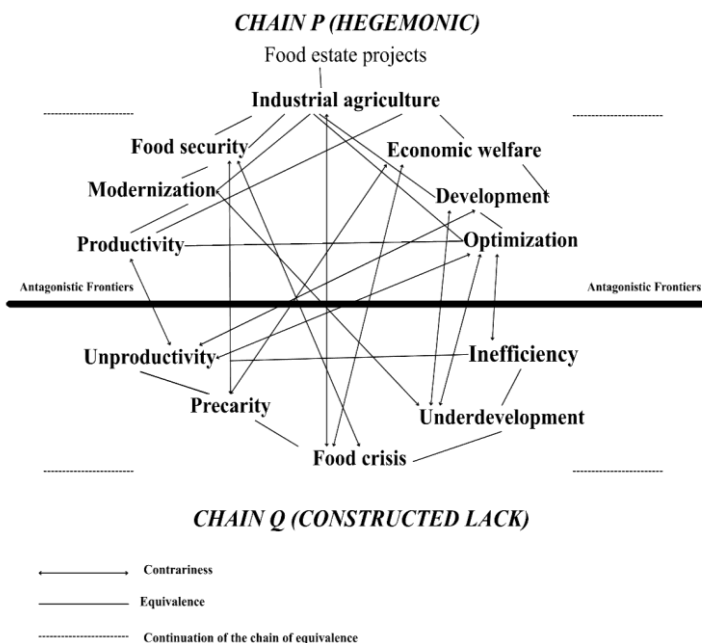 CHAIN P (HEGEMONIC)
Food estate projects
Industrial agriculture
Food security
Economic welfare
Modernization
Development
Productivity
Optimization
Antagonistic Frontiers
Antagonistic Frontiers
Unproductivity
Inefficiency
Precarity
Underdevelopment
Food crisis
CHAIN Q (CONSTRUCTED LACK)
Contrariness
Equivalence
Continuation of the chain of equivalence